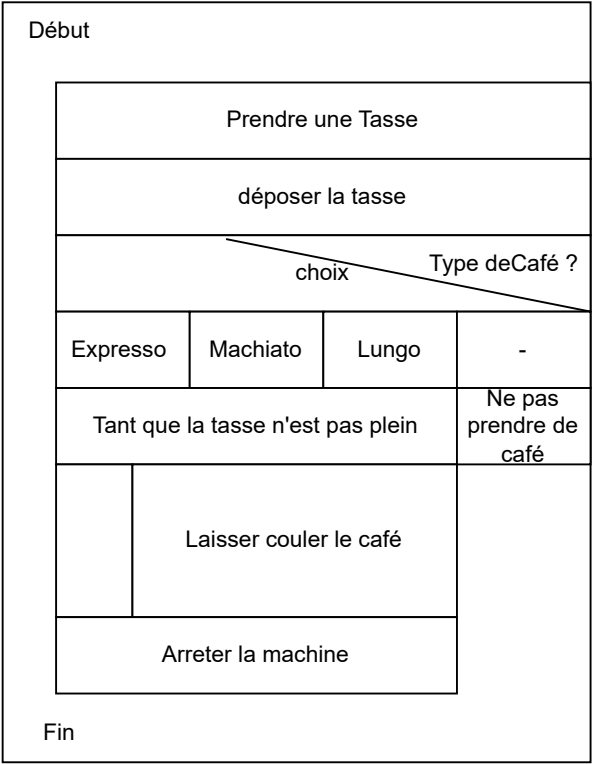 Début
Prendre une Tasse
déposer la tasse
Type deCafé ?
choix
Expresso
Machiato
Lungo
-
Tant que la tasse n'est pas plein
Ne pas
prendre de
café
Laisser couler le café
Arreter la machine
Fin